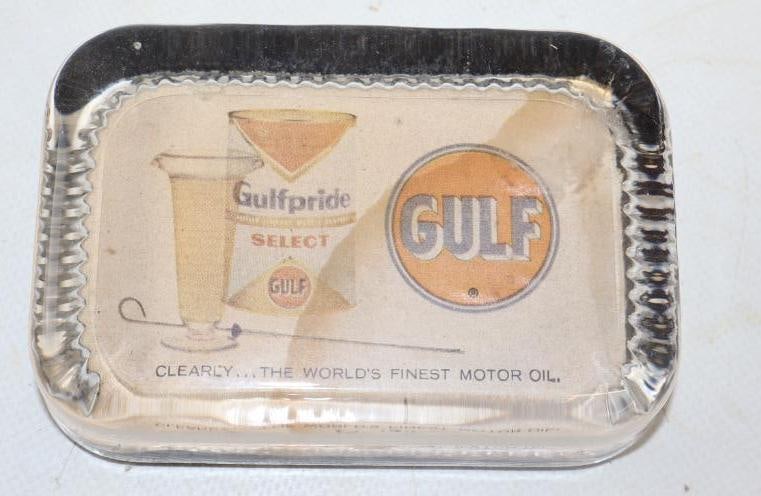 Gulfpride
SELECT
GULF
GULF
®
CLEARLY...THE WORLD'S FINEST MOTOR OIL.